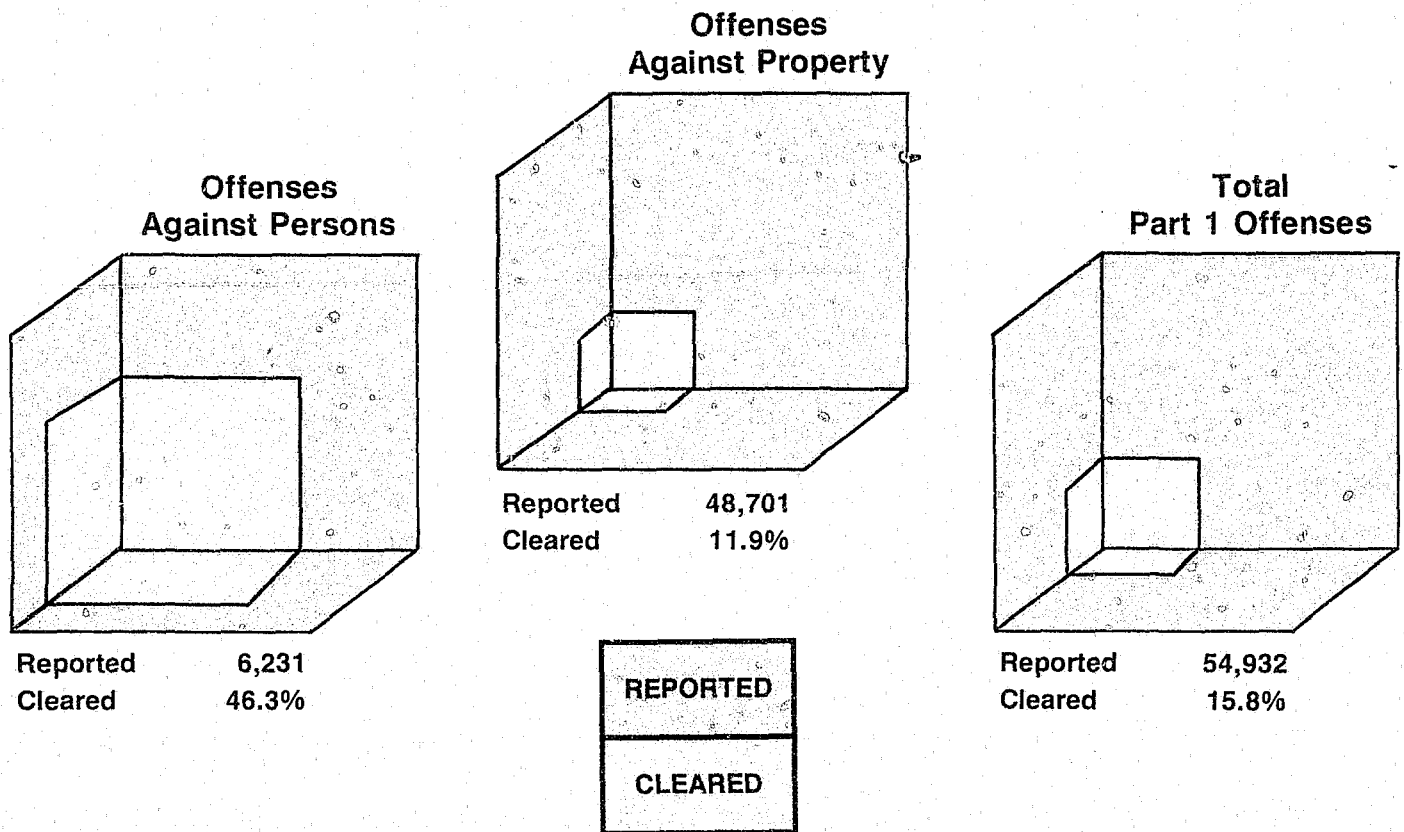 Offenses
Against Persons
Reported 6,231
Cleared 46.3%
Offenses
Against Property
Reported 48,701
Cleared 11.9%
Total
Part 1 Offenses
Reported 54,932
Cleared 15.8%
REPORTED
CLEARED